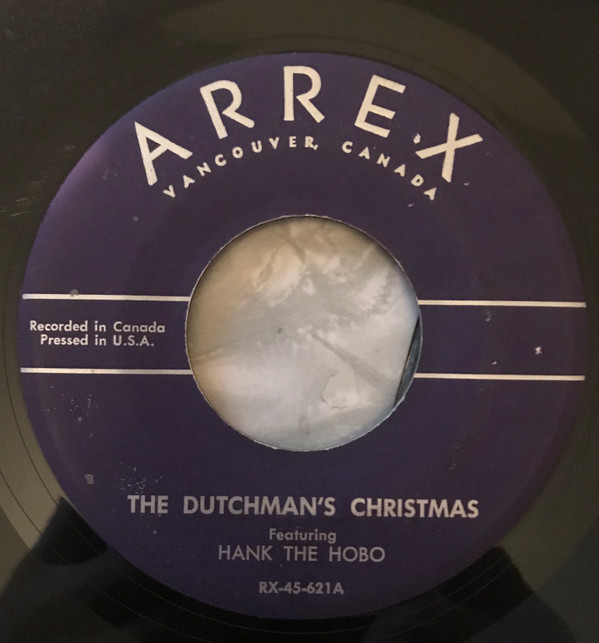 ARREX
VANCOUVER, CANADA
Recorded in Canada
Pressed in U.S.A.
THE DUTCHMAN'S CHRISTMAS
Featuring
HANK THE HOBO
RX-45-621A